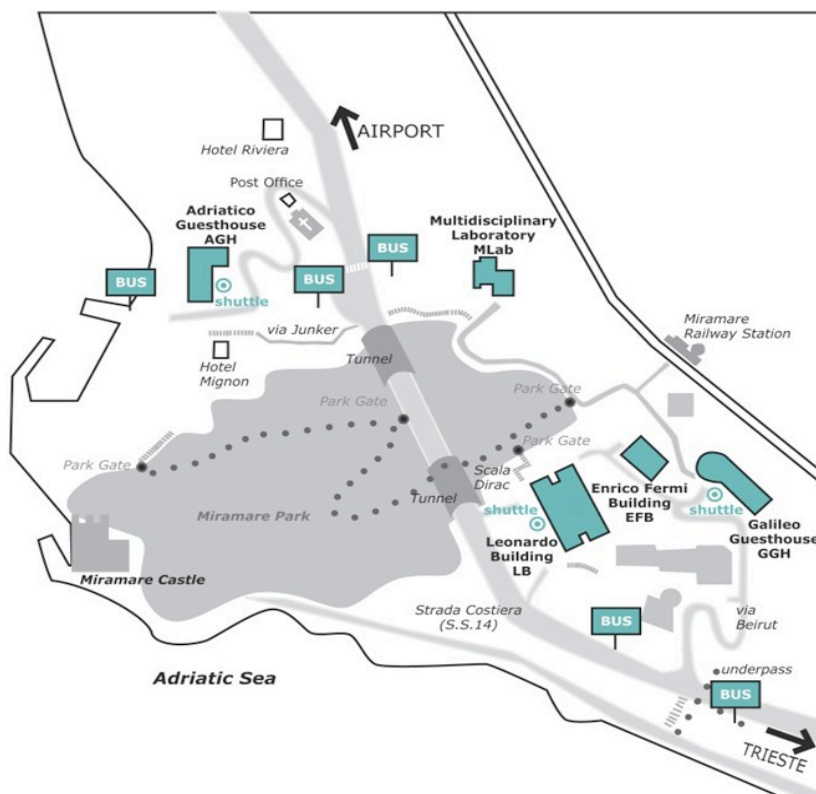 AIRPORT
Hotel Riviera
Post Office
Adriatico
Guesthouse
AGH
Multidisciplinary
Laboratory
MLab
BUS
BUS
BUS
shuttle
via Junker
Miramare
Railway Station
Tunnel
Hotel
Mignon
Park Gate
Park Gate
Park Gate
Park Gate
Scala
Dirac
Tunnel
Enrico Fermi
Building
EFB
Miramare Park
shuttle
shuttle
Leonardo
Building
LB
Galileo
Guesthouse
GGH
Miramare Castle
Strada Costiera
(S.S.14)
BUS
via
Beirut
Adriatic Sea
underpass
BUS
TRIESTE